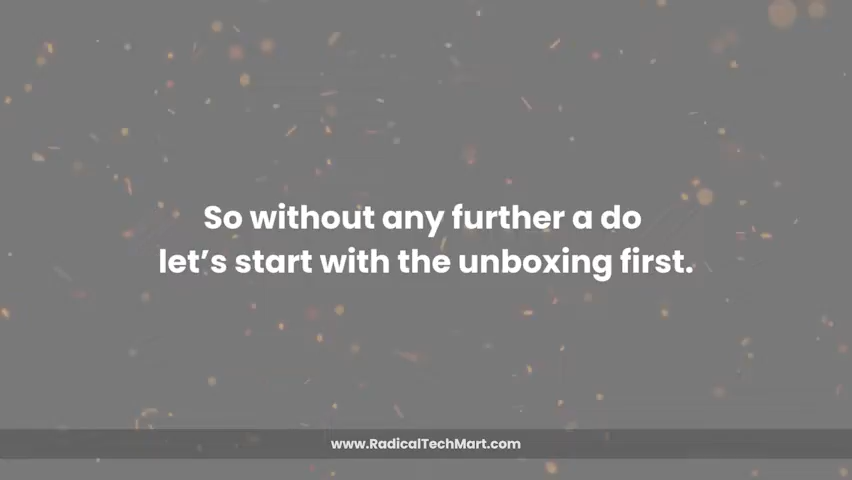 So without any further a do
let’s start with the unboxing first.
www.RadicalTechMart.com